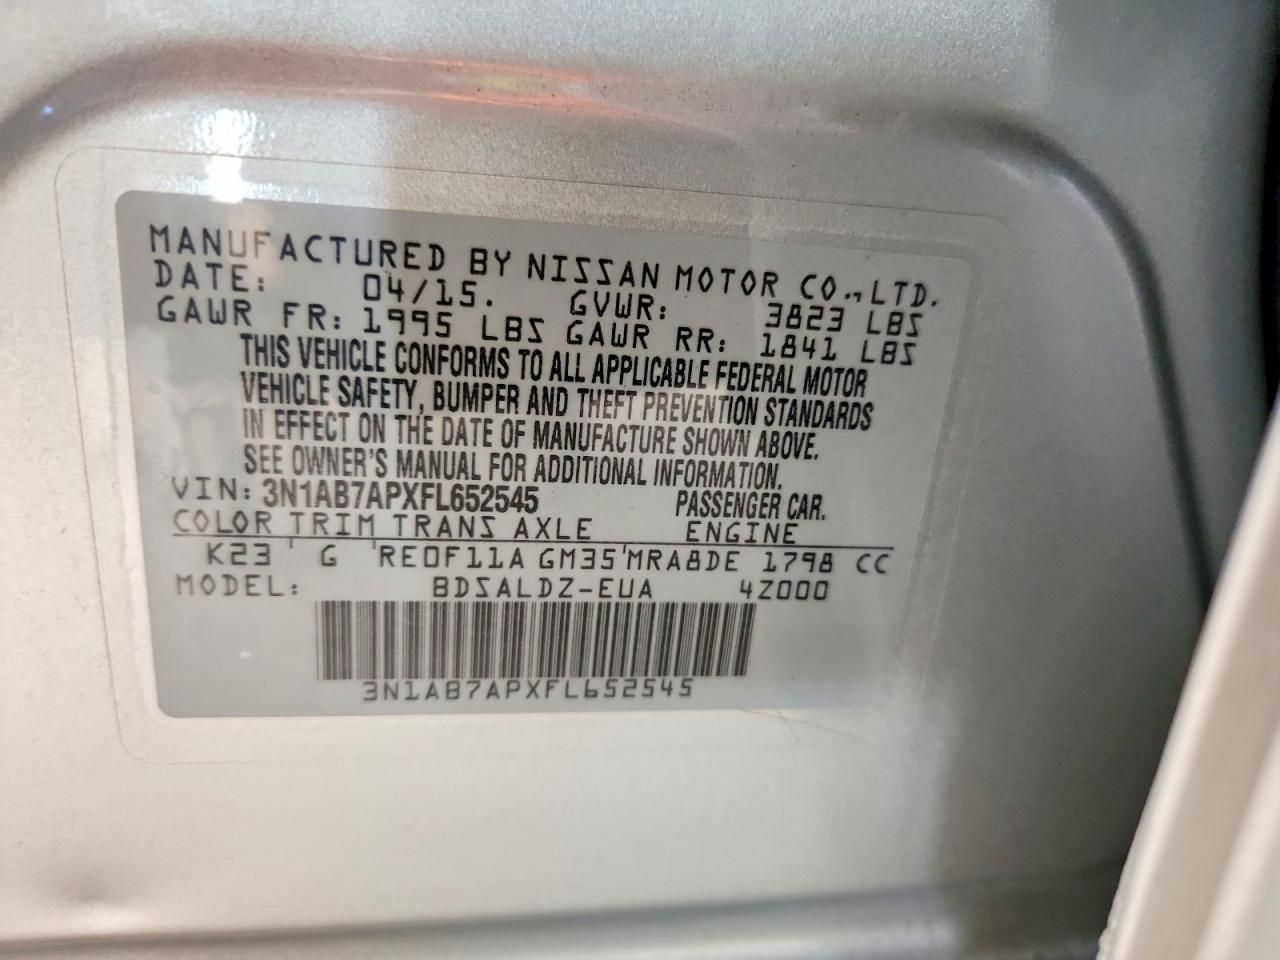 MANUFACTURED BY NISSAN MOTOR CO., LTD.
DATE: 04/15. GVWR: 3823 LBS
GAWR FR: 1995 LBS GAWR RR: 1841 LBS
THIS VEHICLE CONFORMS TO ALL APPLICABLE FEDERAL MOTOR
VEHICLE SAFETY, BUMPER AND THEFT PREVENTION STANDARDS
IN EFFECT ON THE DATE OF MANUFACTURE SHOWN ABOVE.
SEE OWNER'S MANUAL FOR ADDITIONAL INFORMATION.
VIN: 3N1AB7APXFL652545 PASSENGER CAR.
COLOR TRIM TRANS AXLE ENGINE
K23 ' G 'RE0F11A GM35'MRA8DE 1798 CC
MODEL: BDSALDZ-EUA 4Z000
3N1AB7APXFL652545